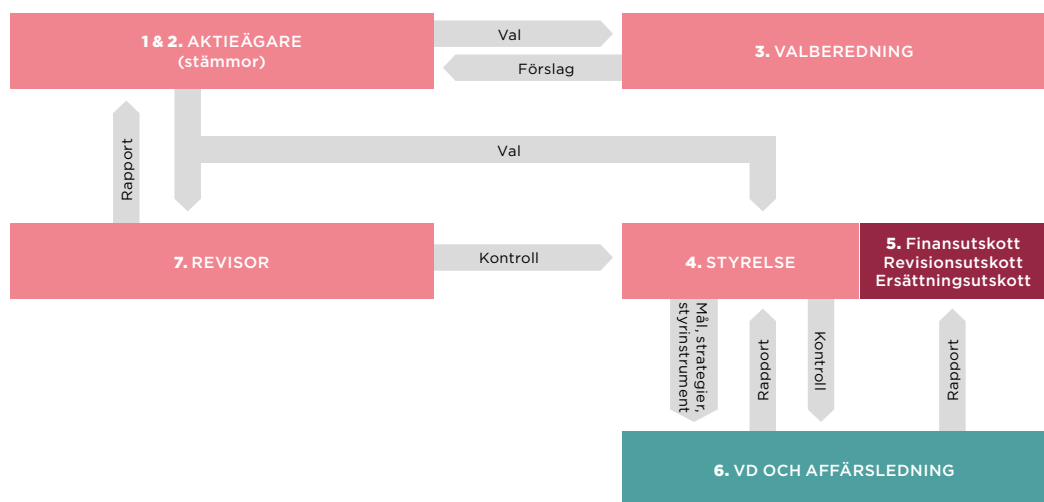 1 & 2. AKTIEÄGARE
(stämmor)
Val
Förslag
3. VALBEREDNING
Rapport
Val
7. REVISOR
Kontroll
4. STYRELSE
5. Finansutskott
Revisionsutskott
Ersättningsutskott
Mål, strategier,
styrinstrument
Rapport
Kontroll
Rapport
6. VD OCH AFFÄRSLEDNING